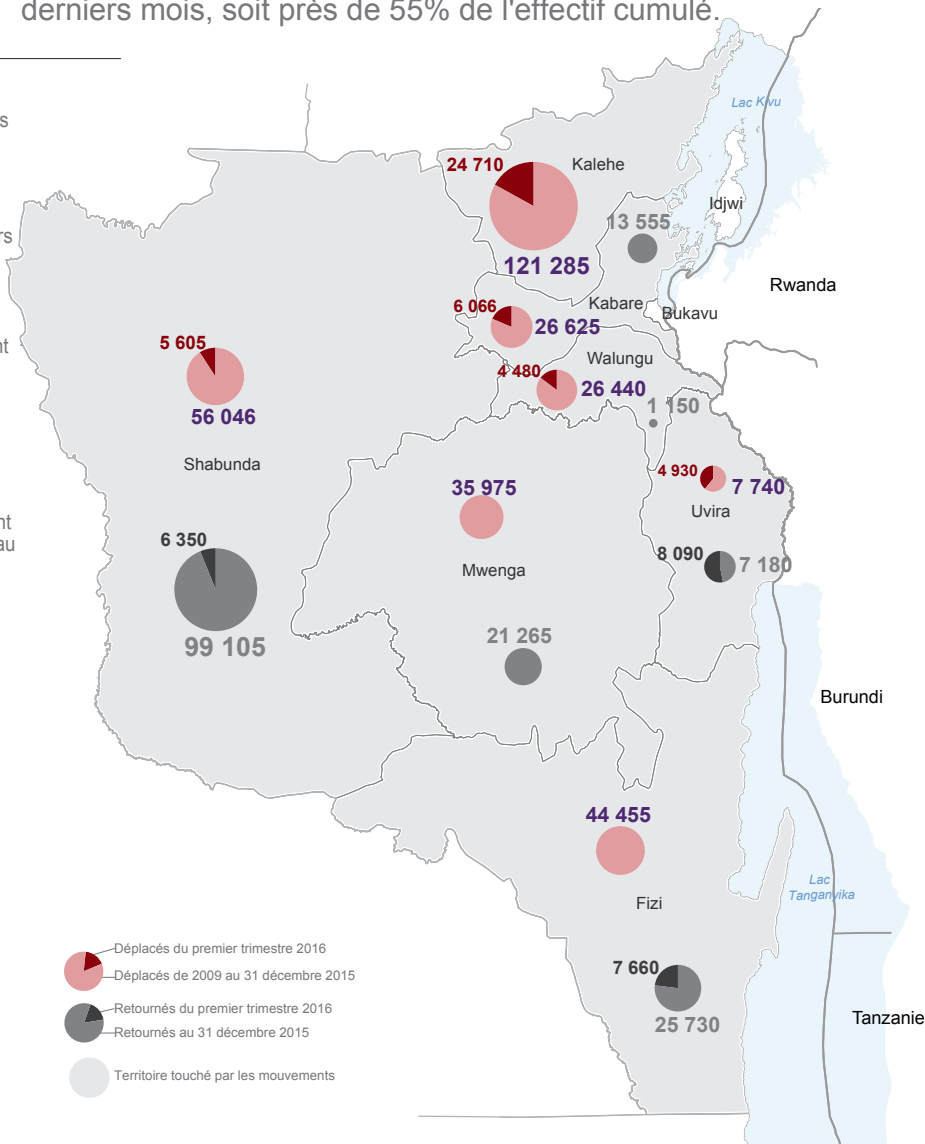 derniers mois, soit près de 55% de l'effectif cumulé.
s
rs
nt
nt
au
Lac Kivu
24 710
Kalehe
Idjwi
13 555
121 285
Rwanda
6 066
Kabare
Bukavu
26 625
5 605
Walungu
4 480
26 440
56 046
1 150
Shabunda
4 930
35 975
7 740
Uvira
6 350
8 090
7 180
Mwenga
21 265
99 105
Burundi
44 455
Lac
Tanganyika
Fizi
Déplacés du premier trimestre 2016
7 660
Déplacés de 2009 au 31 décembre 2015
Retournés du premier trimestre 2016
Tanzanie
25 730
Retournés au 31 décembre 2015
Territoire touché par les mouvements